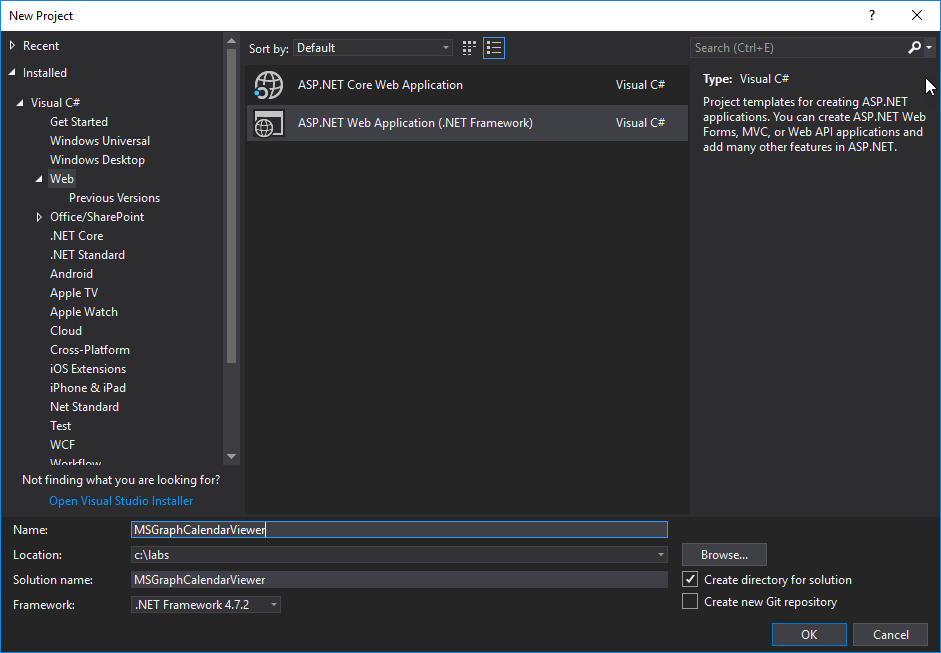 New Project
?
Recent
Installed
Visual C#
Get Started
Windows Universal
Windows Desktop
Web
Previous Versions
Office/SharePoint
.NET Core
.NET Standard
Android
Apple TV
Apple Watch
Cloud
Cross-Platform
iOS Extensions
iPhone & iPad
Net Standard
Test
WCF
Workflow
Not finding what you are looking for?
Open Visual Studio Installer
Sort by: Default
ASP.NET Core Web Application Visual C#
ASP.NET Web Application (.NET Framework) Visual C#
Search (Ctrl+E)
Type: Visual C#
Project templates for creating ASP.NET
applications. You can create ASP.NET Web
Forms, MVC, or Web API applications and
add many other features in ASP.NET.
Name: MSGraphCalendarViewer
Location: c:\labs
Browse...
Solution name: MSGraphCalendarViewer
Create directory for solution
Framework: .NET Framework 4.7.2
Create new Git repository
OK
Cancel